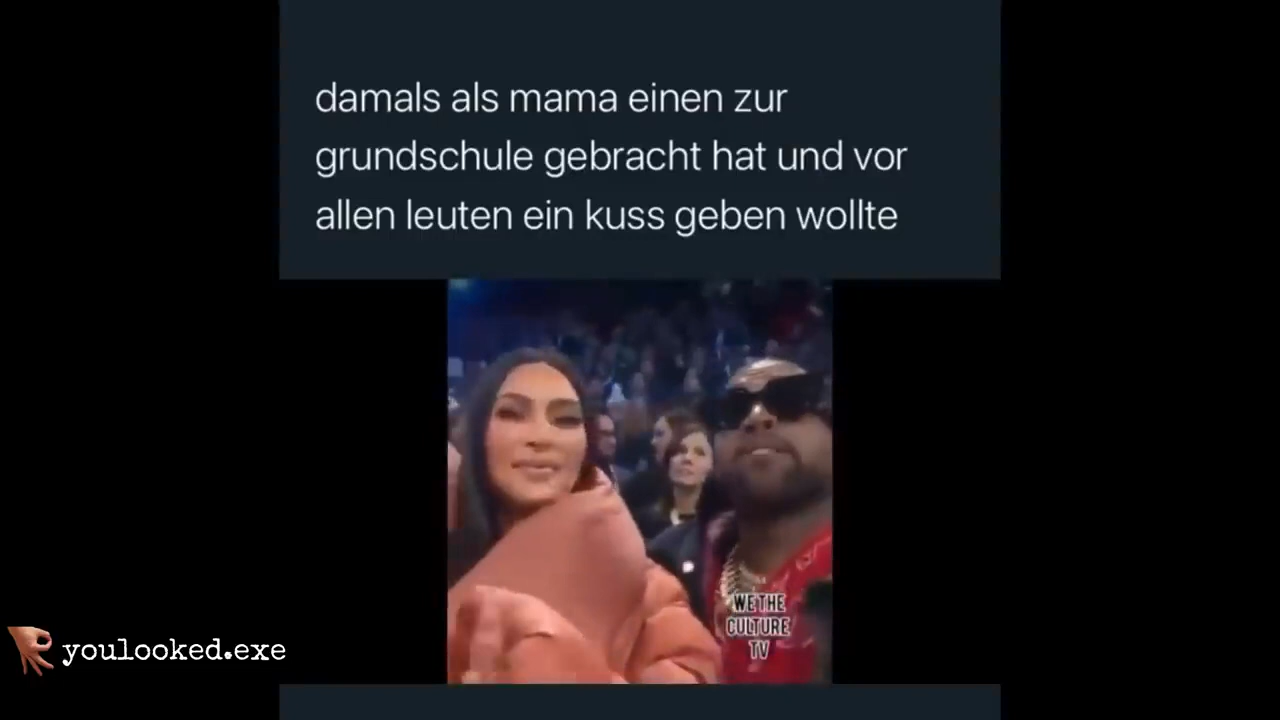 damals als mama einen zur
grundschule gebracht hat und vor
allen leuten ein kuss geben wollte
WE THE
CULTURE
TV
youlooked.exe